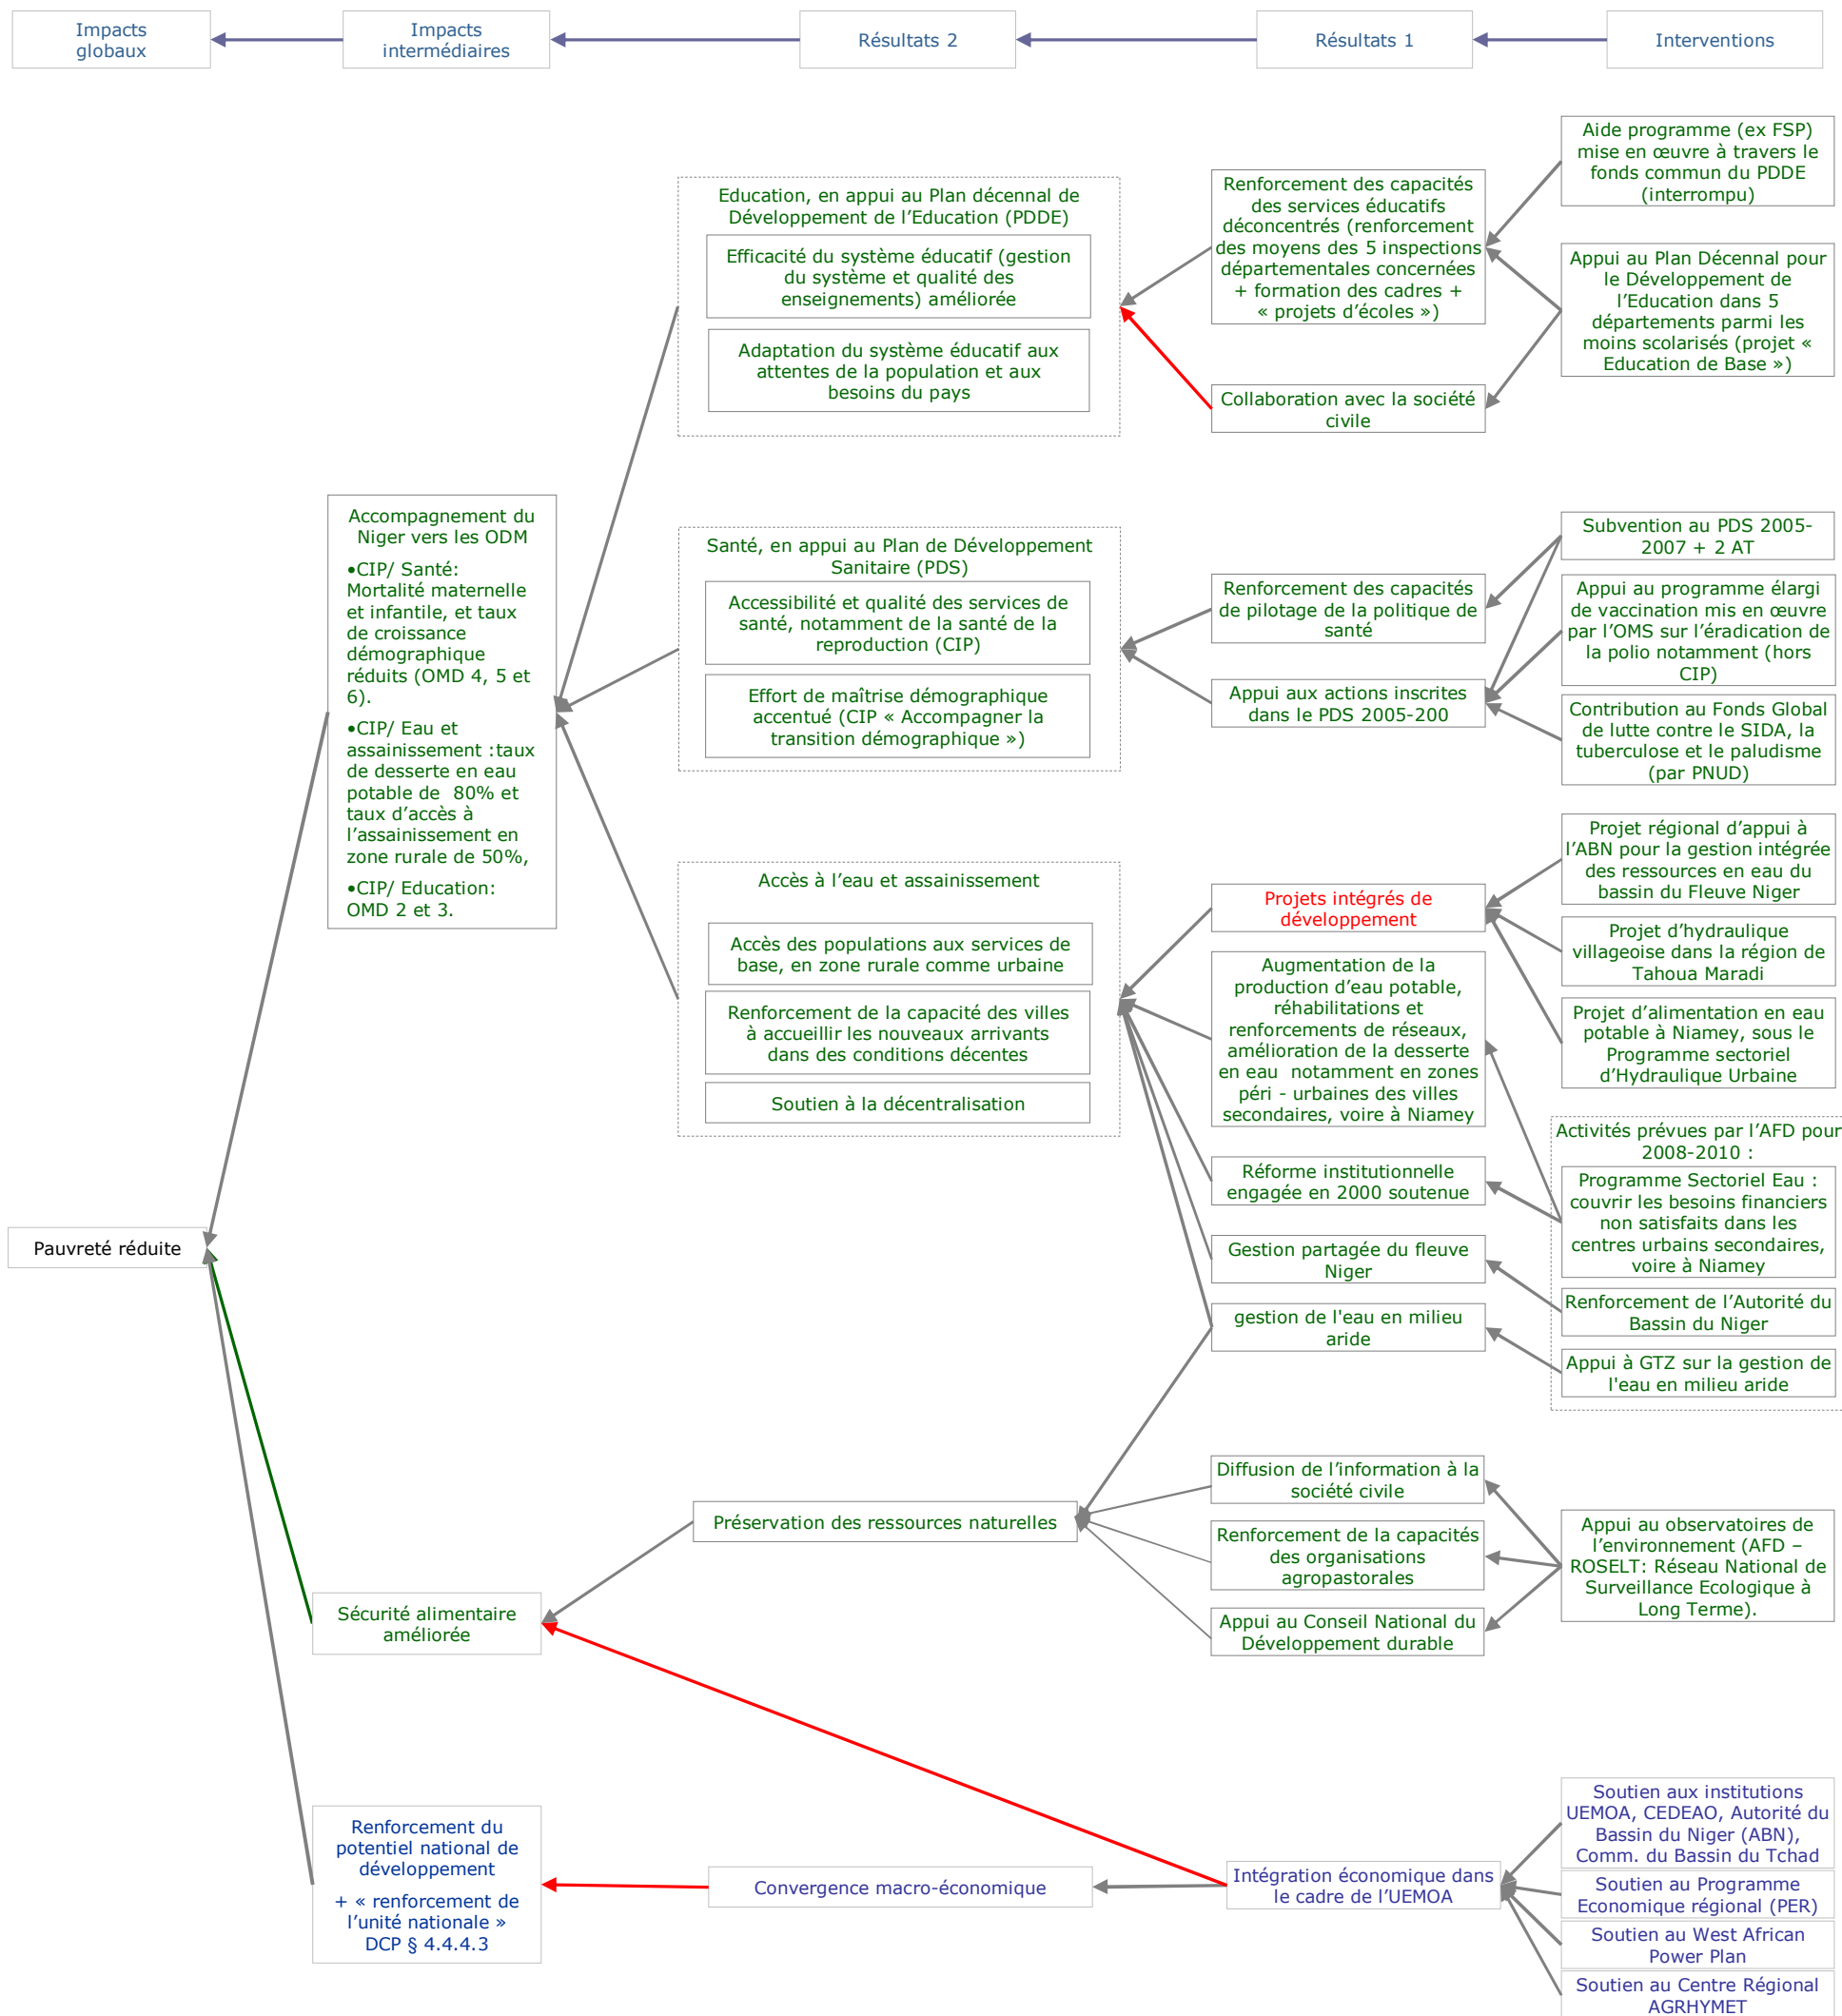 Impacts
globaux
Impacts
intermédiaires
Résultats 2
Résultats 1
Interventions
Aide programme (ex FSP)
mise en œuvre à travers le
fonds commun du PDDE
(interrompu)
Education, en appui au Plan décennal de
Développement de l'Education (PDDE)
Efficacité du système éducatif (gestion
du système et qualité des
enseignements) améliorée
Adaptation du système éducatif aux
attentes de la population et aux
besoins du pays
Renforcement des capacités
des services éducatifs
déconcentrés (renforcement
des moyens des 5 inspections
départementales concernées
+ formation des cadres +
« projets d'écoles »)
Appui au Plan Décennal pour
le Développement de
l'Education dans 5
départements parmi les
moins scolarisés (projet «
Education de Base »)
Collaboration avec la société
civile
Accompagnement du
Niger vers les ODM
•CIP/ Santé:
Mortalité maternelle
et infantile, et taux
de croissance
démographique
réduits (OMD 4, 5 et
6).
•CIP/ Eau et
assainissement :taux
de desserte en eau
potable de  80% et
taux d'accès à
l'assainissement en
zone rurale de 50%,
•CIP/ Education:
OMD 2 et 3.
Santé, en appui au Plan de Développement
Sanitaire (PDS)
Accessibilité et qualité des services de
santé, notamment de la santé de la
reproduction (CIP)
Effort de maîtrise démographique
accentué (CIP « Accompagner la
transition démographique »)
Renforcement des capacités
de pilotage de la politique de
santé
Appui aux actions inscrites
dans le PDS 2005-200
Subvention au PDS 2005-
2007 + 2 AT
Appui au programme élargi
de vaccination mis en œuvre
par l'OMS sur l'éradication de
la polio notamment (hors
CIP)
Contribution au Fonds Global
de lutte contre le SIDA, la
tuberculose et le paludisme
(par PNUD)
Accès à l'eau et assainissement
Accès des populations aux services de
base, en zone rurale comme urbaine
Renforcement de la capacité des villes
à accueillir les nouveaux arrivants
dans des conditions décentes
Soutien à la décentralisation
Projets intégrés de
développement
Augmentation de la
production d'eau potable,
réhabilitations et
renforcements de réseaux,
amélioration de la desserte
en eau  notamment en zones
péri - urbaines des villes
secondaires, voire à Niamey
Réforme institutionnelle
engagée en 2000 soutenue
Gestion partagée du fleuve
Niger
gestion de l'eau en milieu
aride
Projet régional d'appui à
l'ABN pour la gestion intégrée
des ressources en eau du
bassin du Fleuve Niger
Projet d'hydraulique
villageoise dans la région de
Tahoua Maradi
Projet d'alimentation en eau
potable à Niamey, sous le
Programme sectoriel
d'Hydraulique Urbaine
Activités prévues par l'AFD pour
2008-2010 :
Programme Sectoriel Eau :
couvrir les besoins financiers
non satisfaits dans les
centres urbains secondaires,
voire à Niamey
Renforcement de l'Autorité du
Bassin du Niger
Appui à GTZ sur la gestion de
l'eau en milieu aride
Pauvreté réduite
Préservation des ressources naturelles
Diffusion de l'information à la
société civile
Renforcement de la capacités
des organisations
agropastorales
Appui au Conseil National du
Développement durable
Appui au observatoires de
l'environnement (AFD –
ROSELT: Réseau National de
Surveillance Ecologique à
Long Terme).
Sécurité alimentaire
améliorée
Renforcement du
potentiel national de
développement
+ « renforcement de
l'unité nationale »
DCP § 4.4.4.3
Convergence macro-économique
Intégration économique dans
le cadre de l'UEMOA
Soutien aux institutions
UEMOA, CEDEAO, Autorité du
Bassin du Niger (ABN),
Comm. du Bassin du Tchad
Soutien au Programme
Economique régional (PER)
Soutien au West African
Power Plan
Soutien au Centre Régional
AGRHYMET